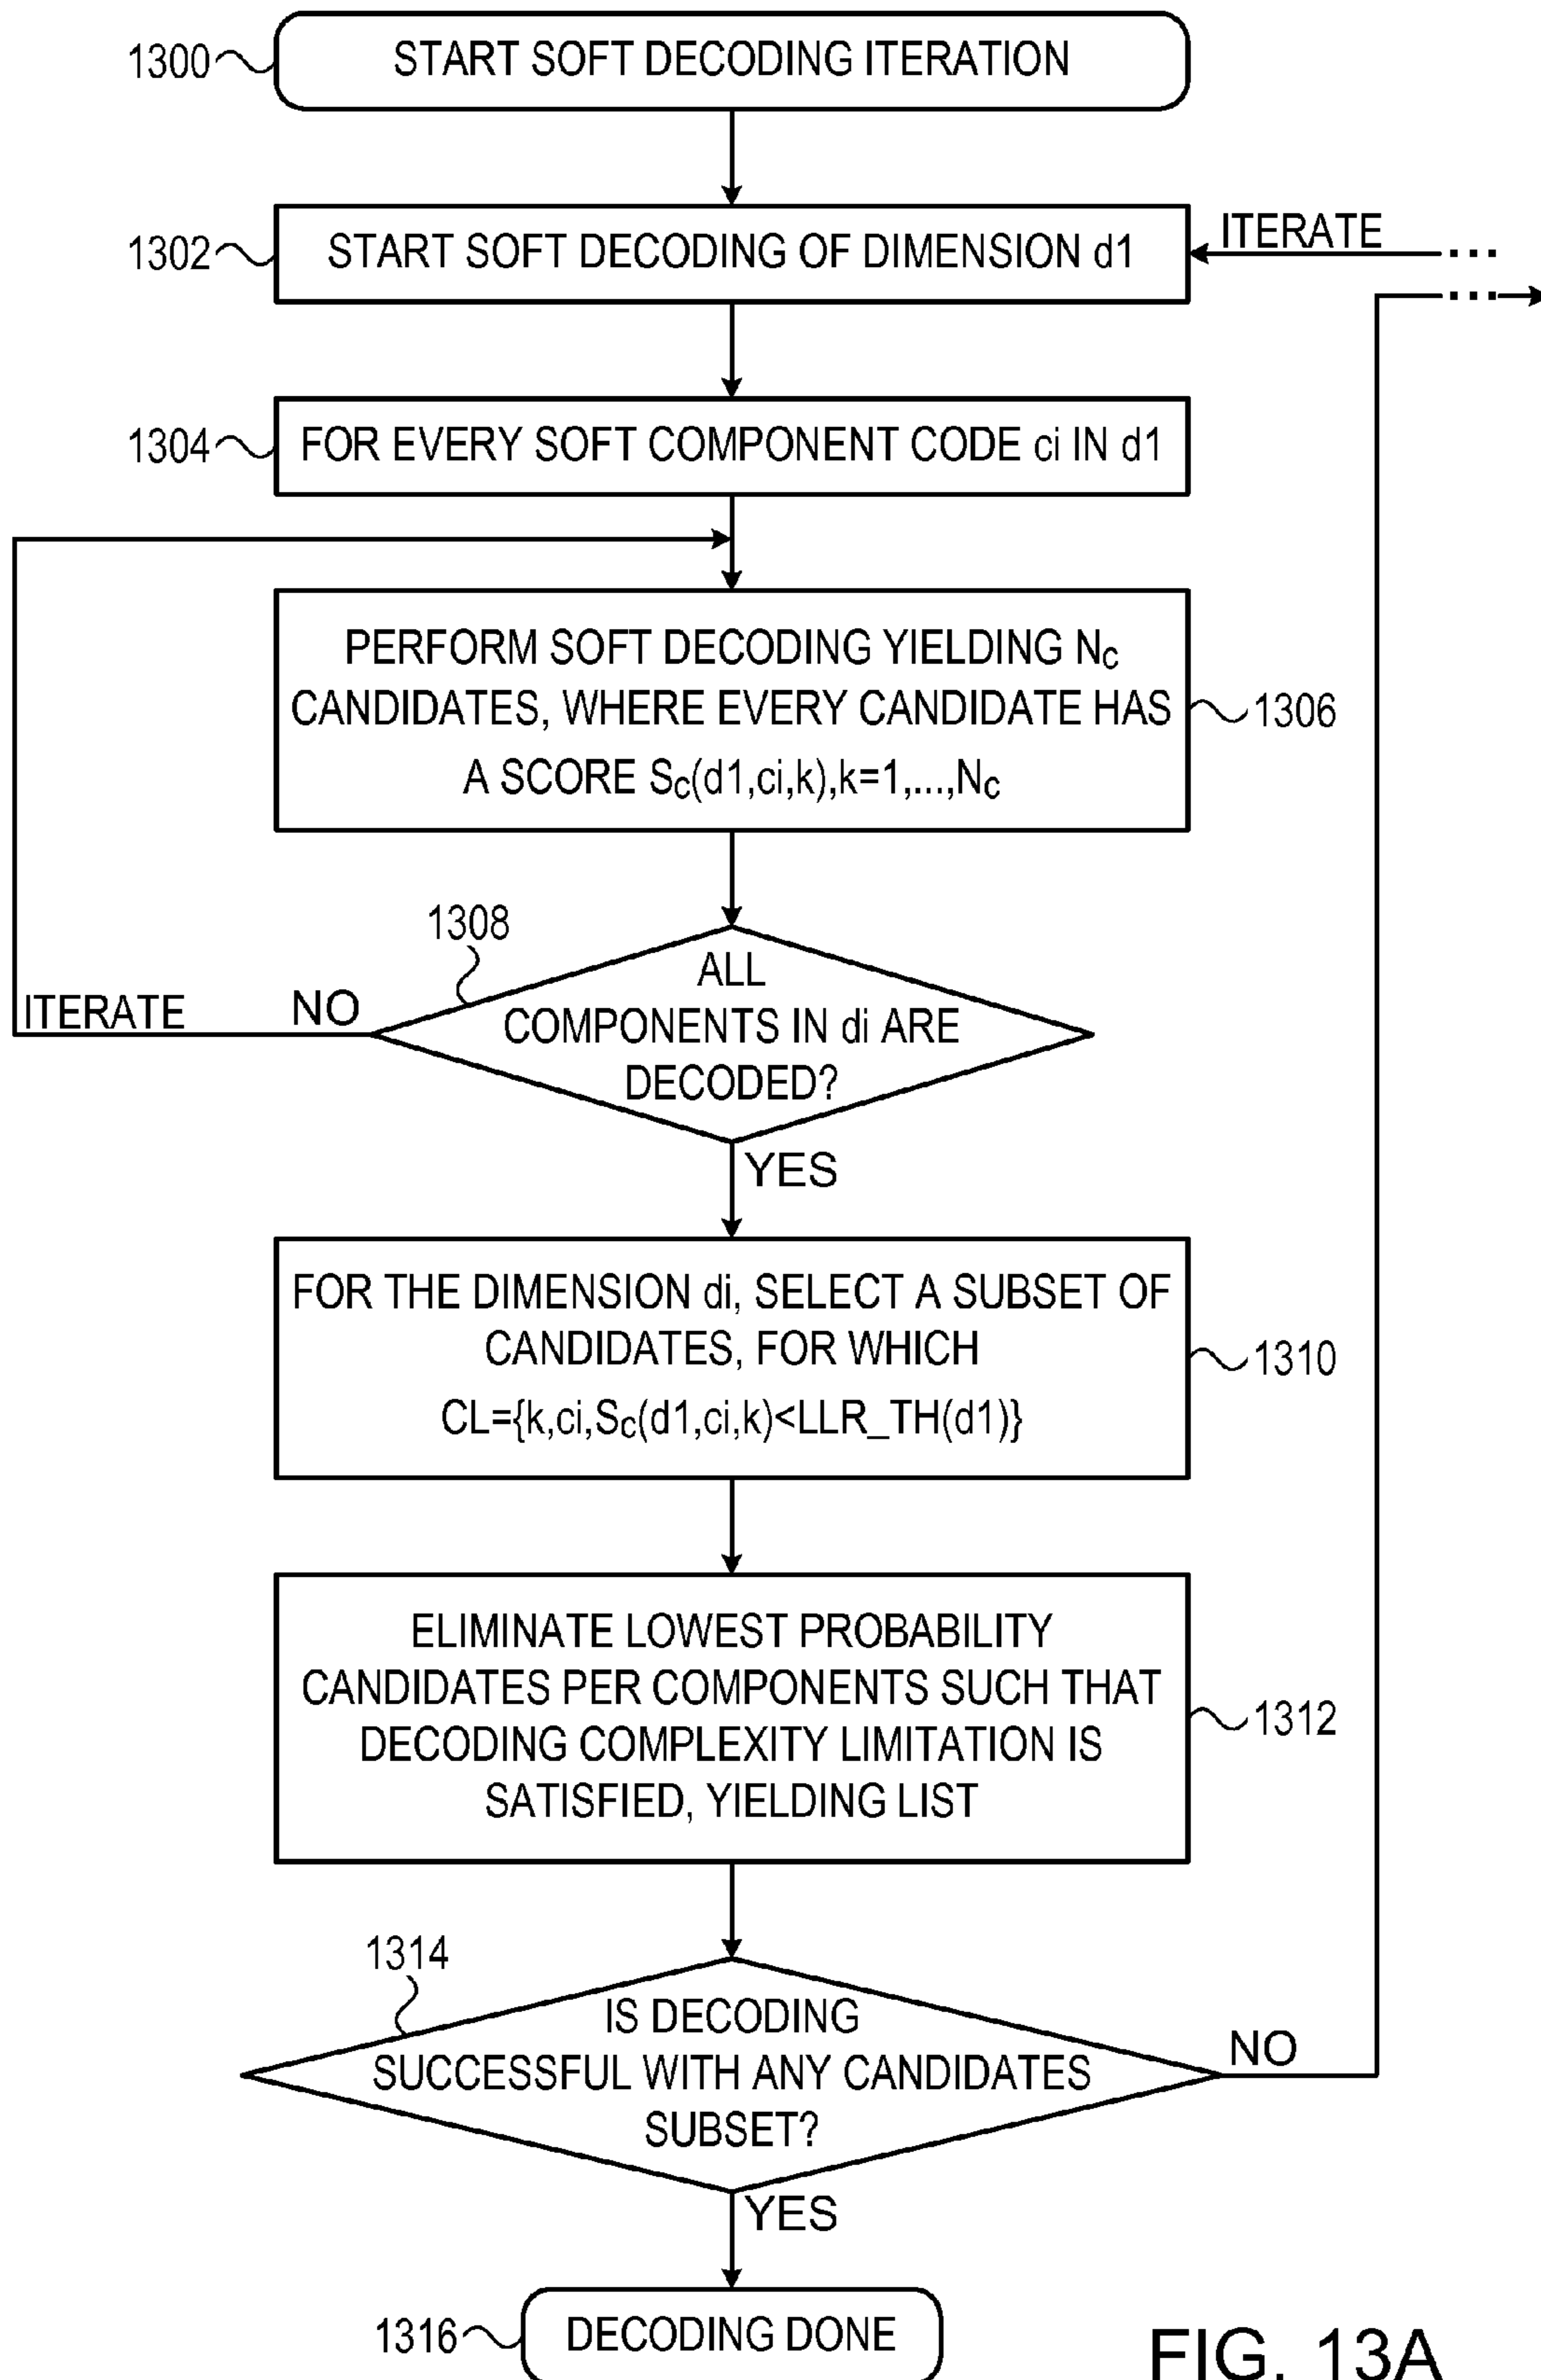 1300
START SOFT DECODING ITERATION
1302
START SOFT DECODING OF DIMENSION d1
ITERATE
...
...
1304
FOR EVERY SOFT COMPONENT CODE ci IN d1
PERFORM SOFT DECODING YIELDING Nc
CANDIDATES, WHERE EVERY CANDIDATE HAS
A SCORE Sc(d1,ci,k),k=1,...,Nc
1306
1308
ALL
COMPONENTS IN di ARE
DECODED?
ITERATE
NO
YES
FOR THE DIMENSION di, SELECT A SUBSET OF
CANDIDATES, FOR WHICH
CL={k,ci,Sc(d1,ci,k)<LLR_TH(d1)}
1310
ELIMINATE LOWEST PROBABILITY
CANDIDATES PER COMPONENTS SUCH THAT
DECODING COMPLEXITY LIMITATION IS
SATISFIED, YIELDING LIST
1312
1314
IS DECODING
SUCCESSFUL WITH ANY CANDIDATES
SUBSET?
NO
YES
1316
DECODING DONE
FIG. 13A